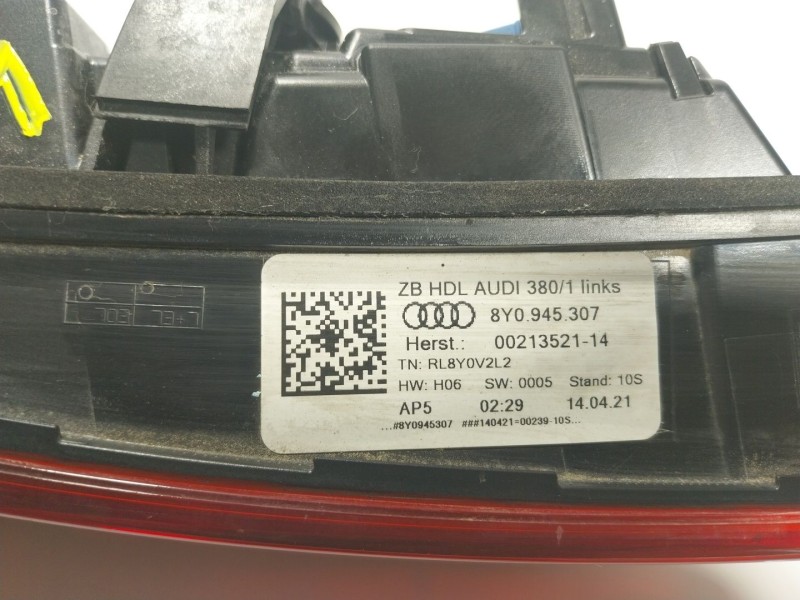 ZB HDL AUDI 380/1 links
8Y0.945.307
Herst.: 00213521-14
TN: RL8Y0V2L2
HW: H06 SW: 0005 Stand: 10S
AP5 02:29 14.04.21
...#8Y0945307 ###140421=00239-10S...